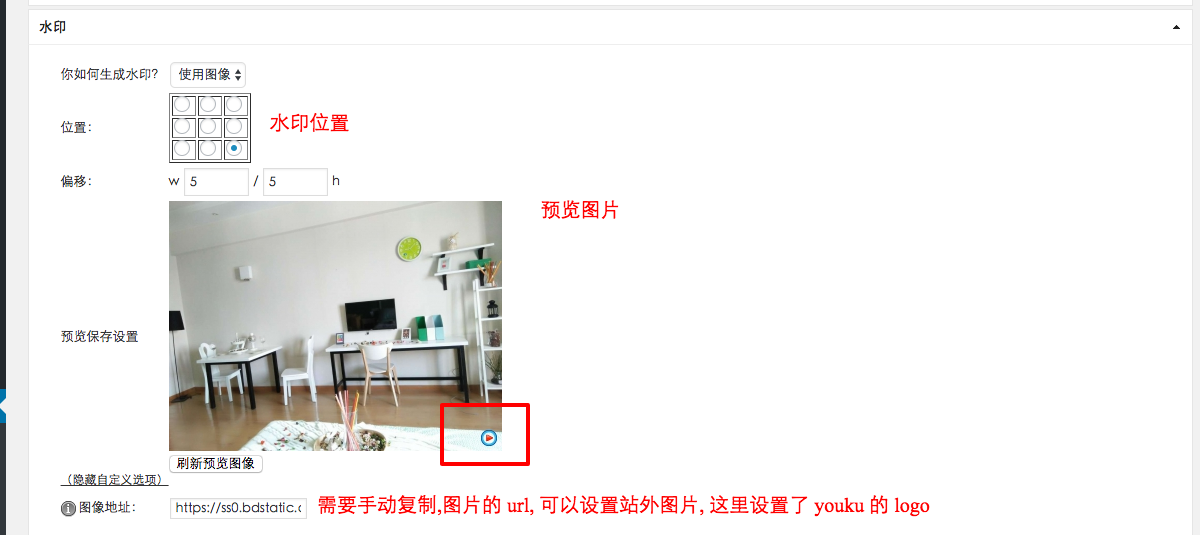 水印
你如何生成水印? 使用图像
位置: 水印位置
偏移: w 5 / 5 h
预览图片
预览保存设置
刷新预览图像
(隐藏自定义选项)
图像地址: https://ss0.bdstatic.c 需要手动复制,图片的 url, 可以设置站外图片, 这里设置了 youku 的 logo